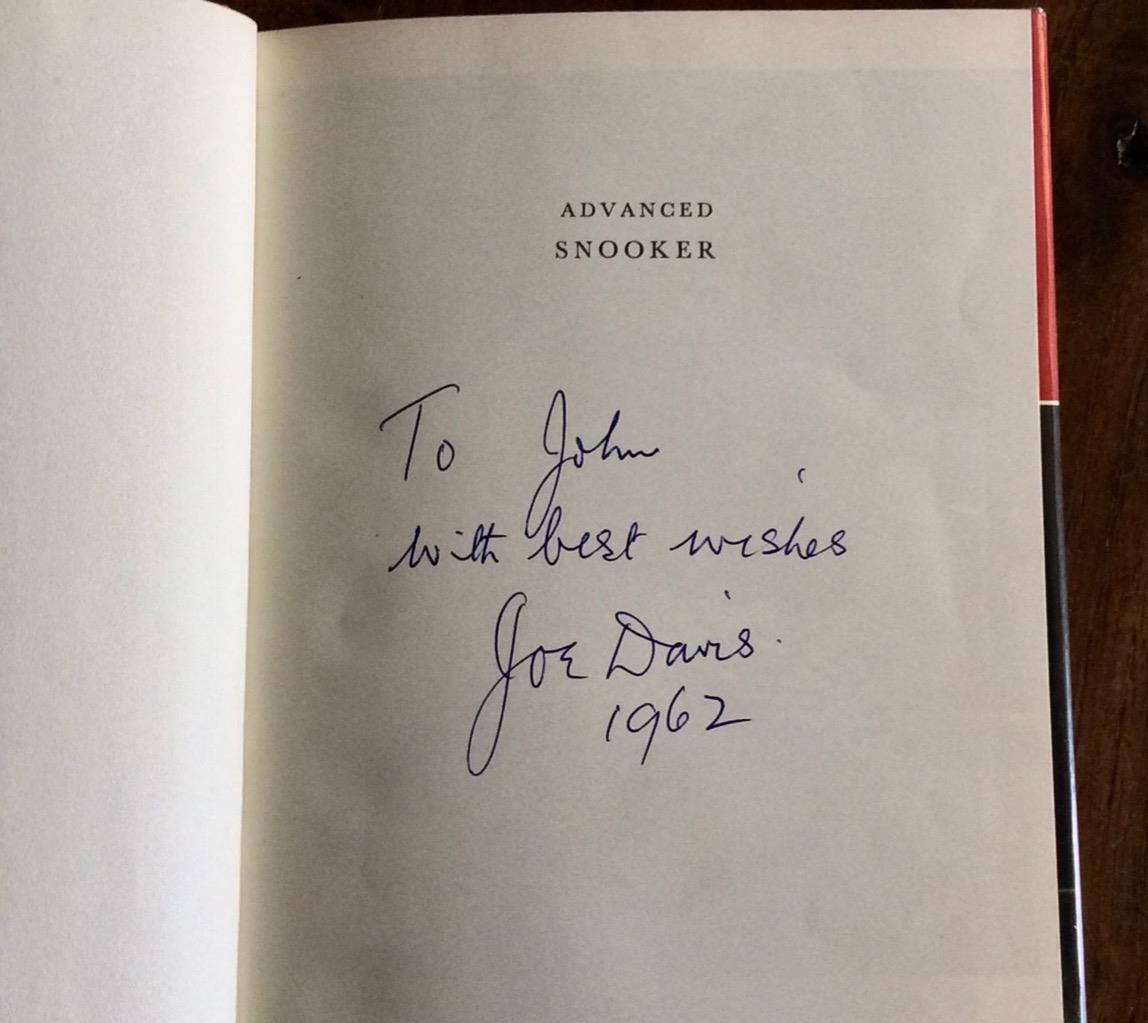 ADVANCED
SNOOKER
To John
with best wishes
Joe Davis.
1962